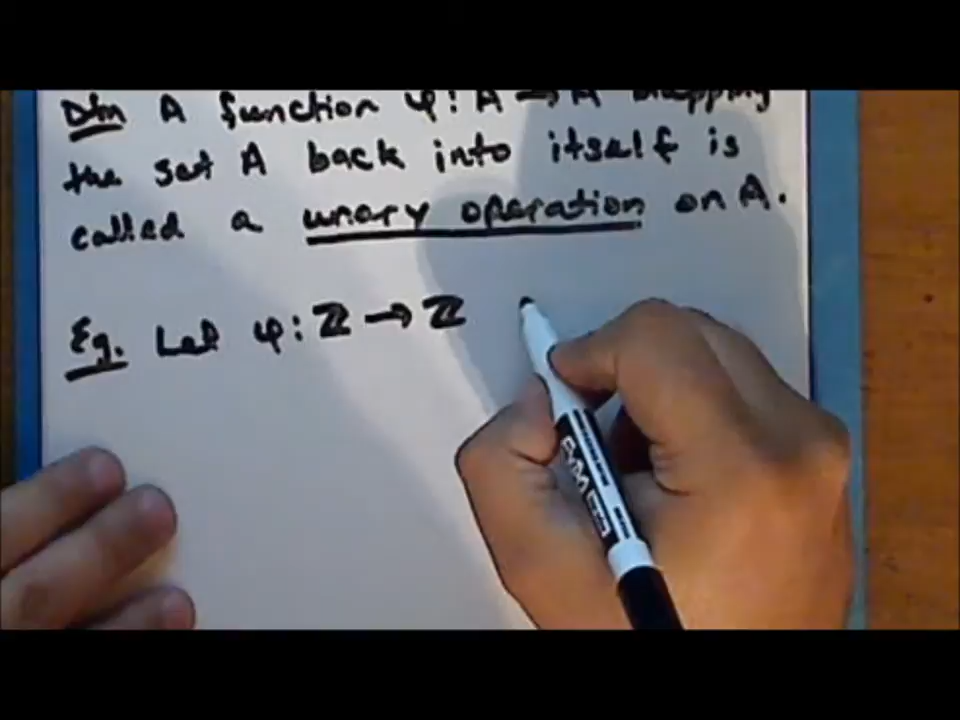 Dfn A function φ: A → A mapping
the set A back into itself is
called a unary operation on A.
Eg. Let φ: ℤ → ℤ